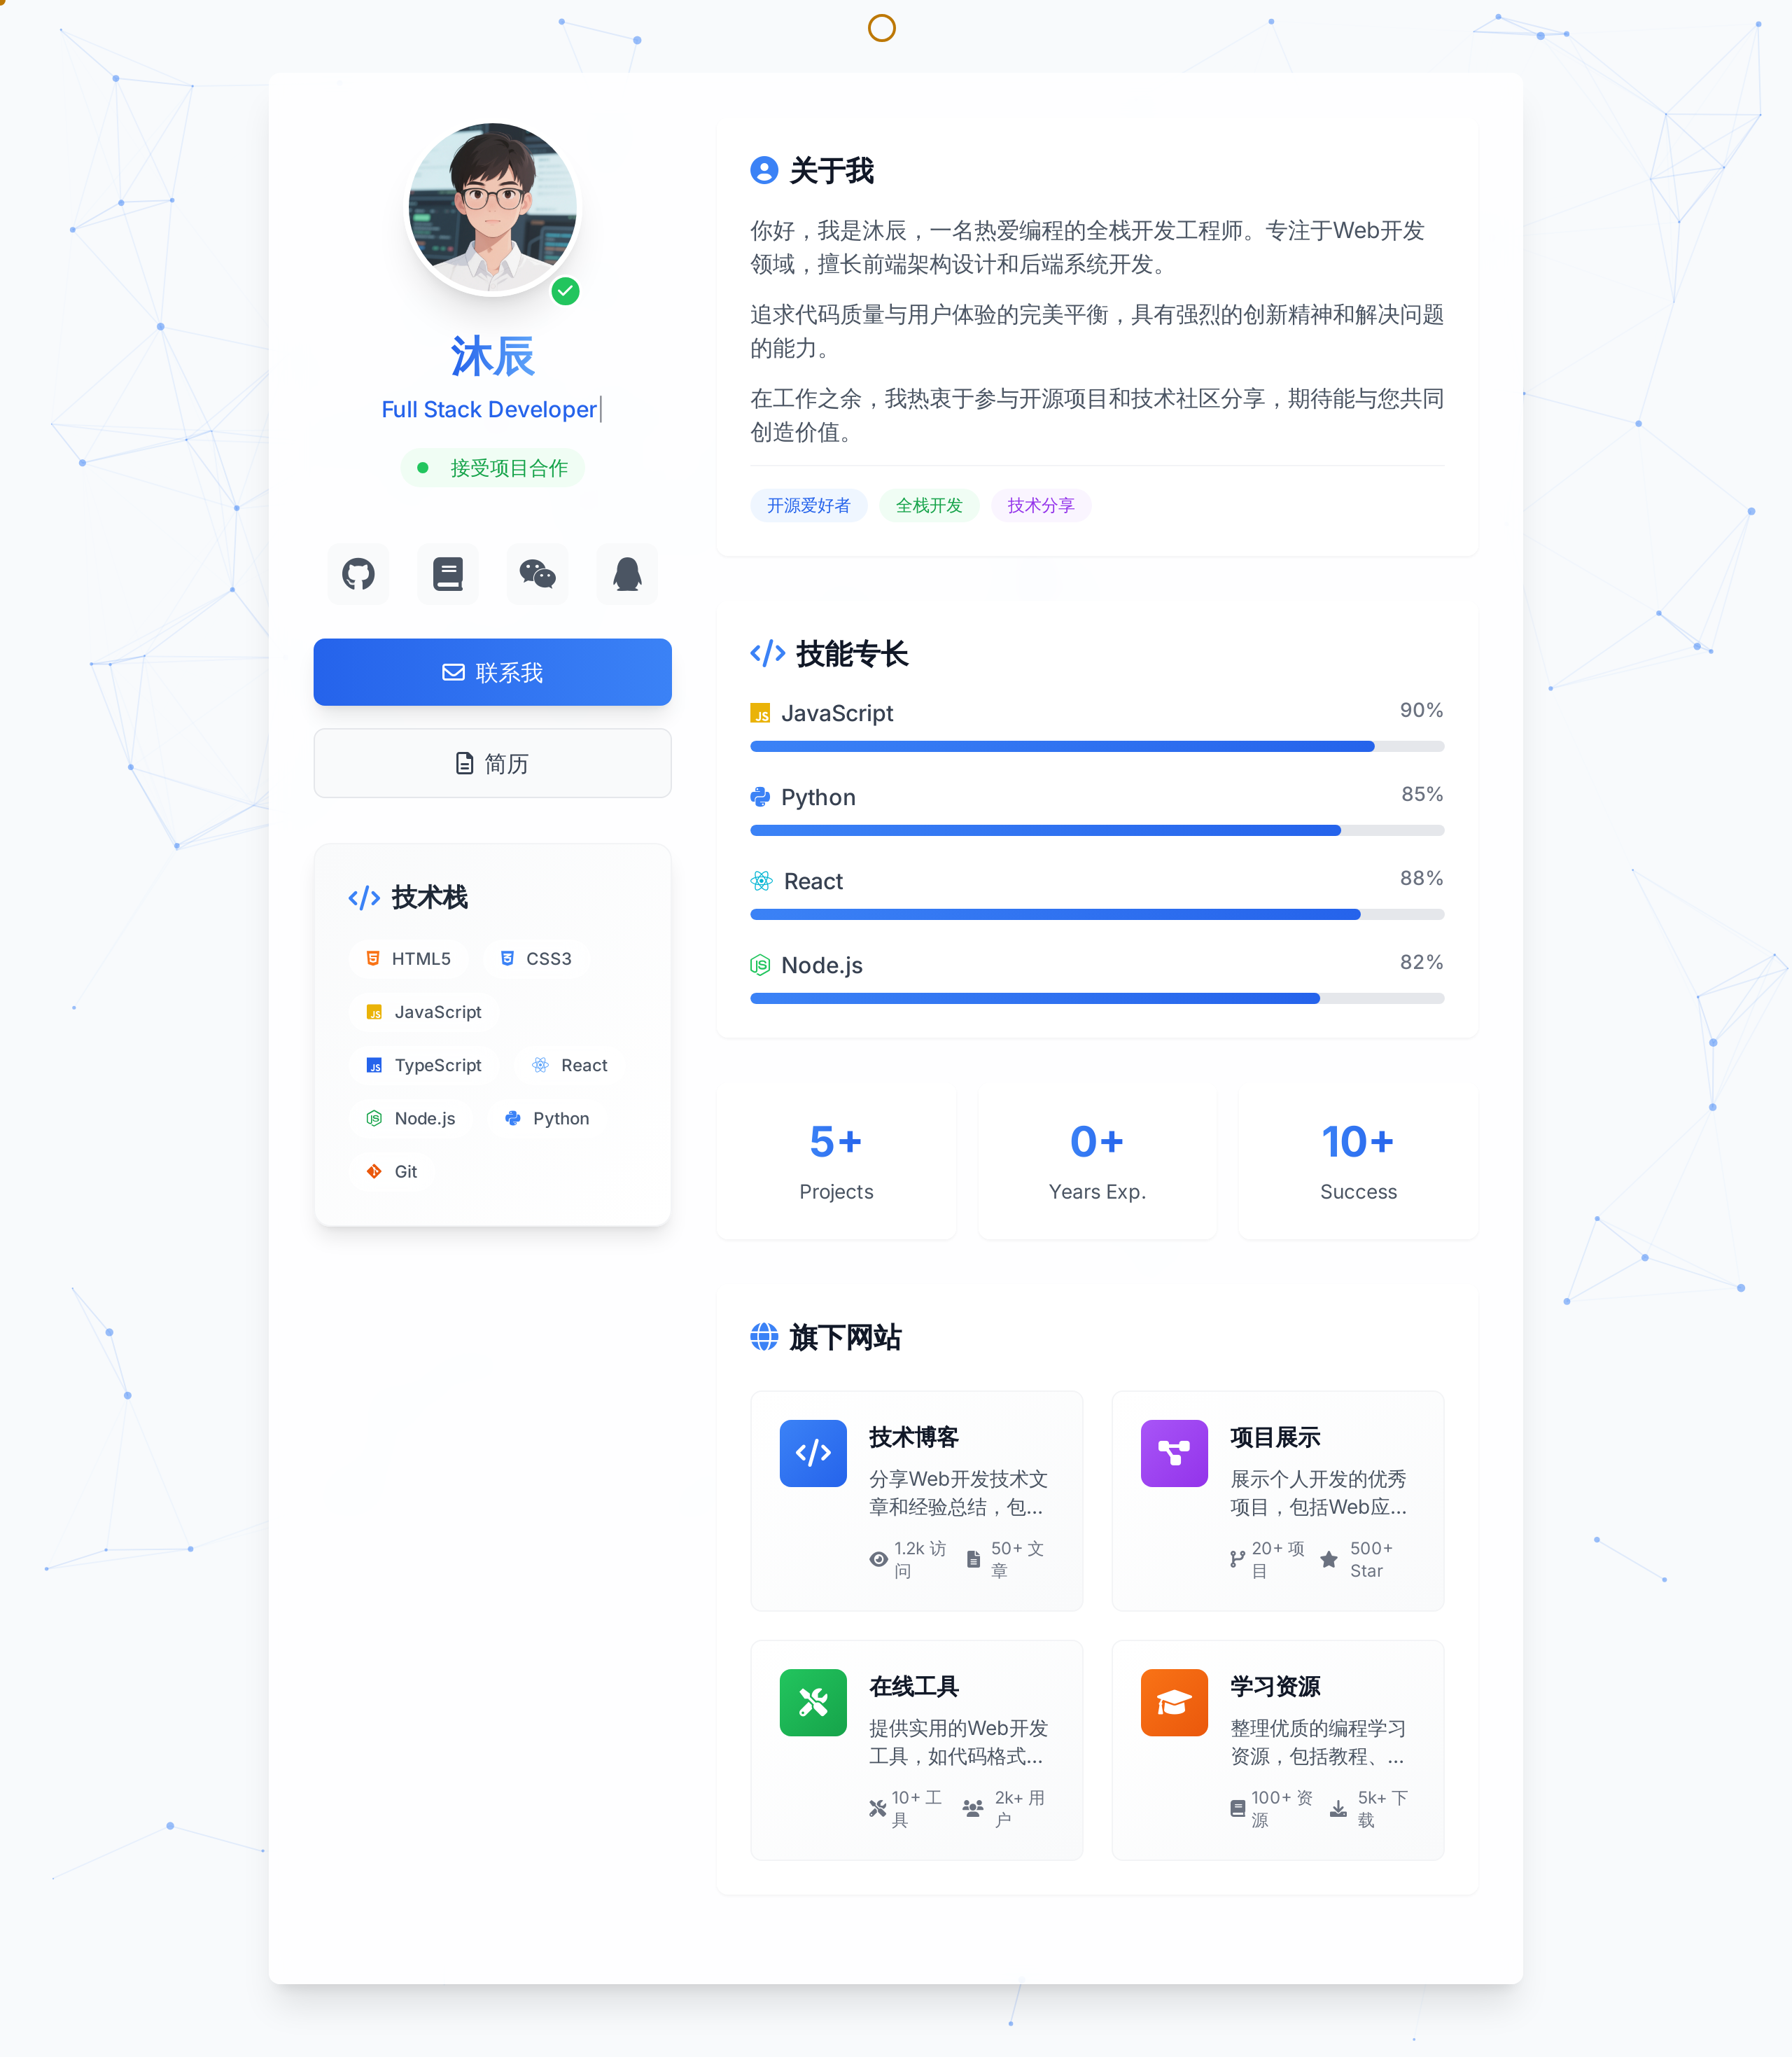 沐辰
Full Stack Developer
接受项目合作
联系我
简历
技术栈
HTML5 CSS3
JavaScript
TypeScript React
Node.js Python
Git
关于我
你好，我是沐辰，一名热爱编程的全栈开发工程师。专注于Web开发
领域，擅长前端架构设计和后端系统开发。
追求代码质量与用户体验的完美平衡，具有强烈的创新精神和解决问题
的能力。
在工作之余，我热衷于参与开源项目和技术社区分享，期待能与您共同
创造价值。
开源爱好者 全栈开发 技术分享
技能专长
JavaScript 90%
Python 85%
React 88%
Node.js 82%
5+ 0+ 10+
Projects Years Exp. Success
旗下网站
技术博客
分享Web开发技术文
章和经验总结，包...
1.2k 访
问
50+ 文
章
项目展示
展示个人开发的优秀
项目，包括Web应...
20+ 项
目
500+
Star
在线工具
提供实用的Web开发
工具，如代码格式...
10+ 工
具
2k+ 用
户
学习资源
整理优质的编程学习
资源，包括教程、...
100+ 资
源
5k+ 下
载